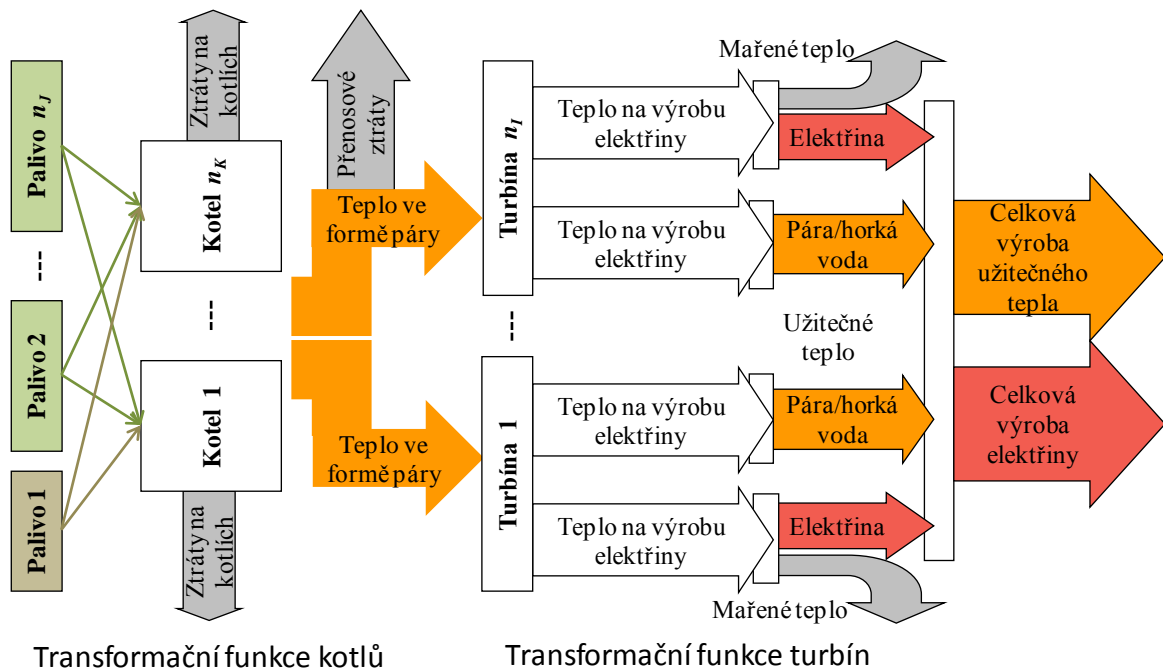 Palivo nJ
----
Palivo 2
Palivo 1
Ztráty na
kotlích
Kotel nK
----
Kotel 1
Ztráty na
kotlích
Přenosové
ztráty
Teplo ve
formě páry
Teplo ve
formě páry
Turbína nI
----
Turbína 1
Teplo na výrobu
elektřiny
Teplo na výrobu
elektřiny
Teplo na výrobu
elektřiny
Teplo na výrobu
elektřiny
Mařené teplo
Elektřina
Pára/horká
voda
Užitečné
teplo
Pára/horká
voda
Elektřina
Mařené teplo
Celková
výroba
užitečného
tepla
Celková
výroba
elektřiny
Transformační funkce kotlů
Transformační funkce turbín